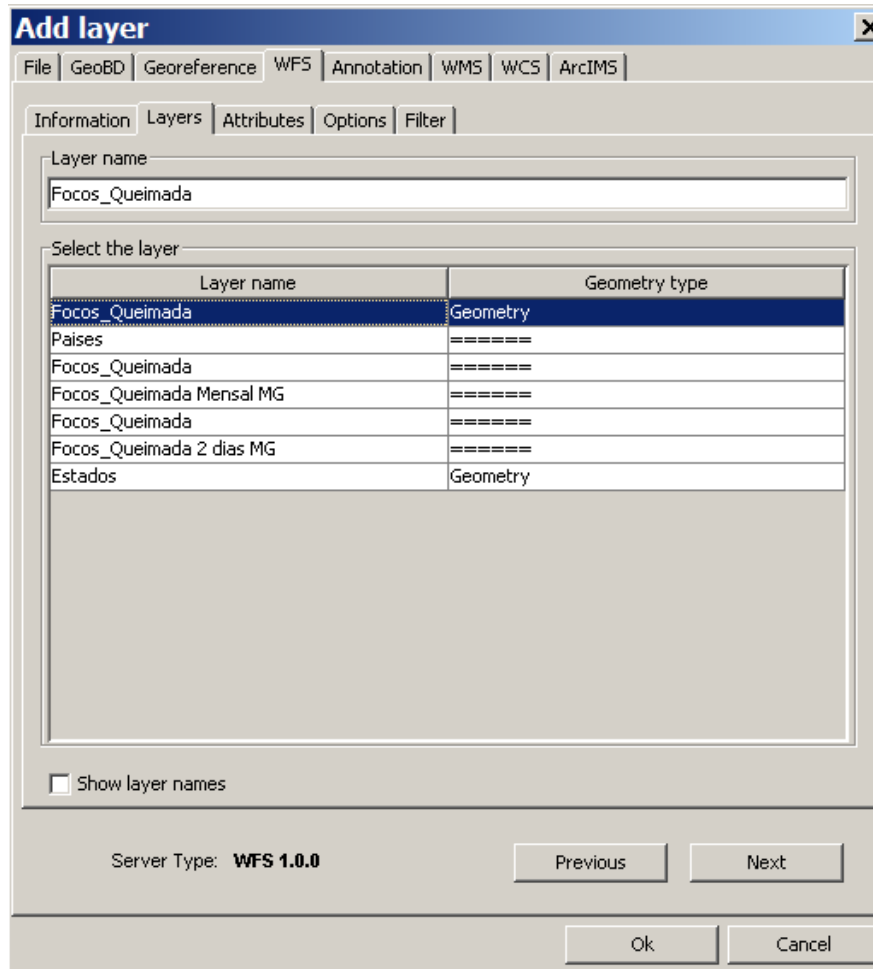 Add layer
File GeoBD Georeference WFS Annotation WMS WCS ArcIMS
Information Layers Attributes Options Filter
Layer name
Focos_Queimada
Select the layer
Layer name Geometry type
Focos_Queimada Geometry
Paises ======
Focos_Queimada ======
Focos_Queimada Mensal MG ======
Focos_Queimada ======
Focos_Queimada 2 dias MG ======
Estados Geometry
Show layer names
Server Type: WFS 1.0.0 Previous Next
Ok Cancel